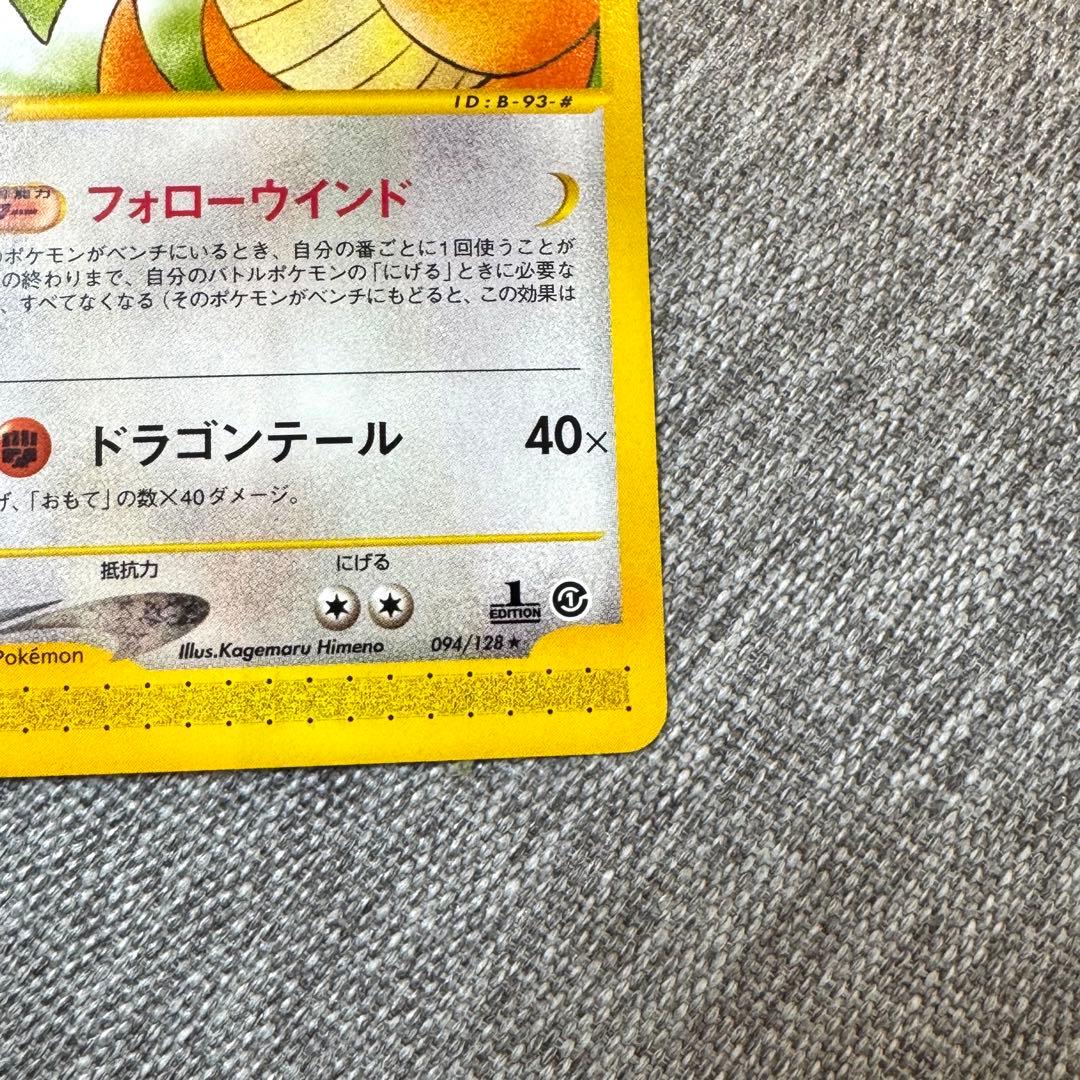 ID:B-93-#
フォローウインド
ポケモンがベンチにいるとき、自分の番ごとに1回使うことが
の終わりまで、自分のバトルポケモンの「にげる」ときに必要な
、すべてなくなる（そのポケモンがベンチにもどると、この効果は
ドラゴンテール 40×
げ、「おもて」の数×40ダメージ。
抵抗力 にげる
1 EDITION
Pokémon Illus.Kagemaru Himeno 094/128★